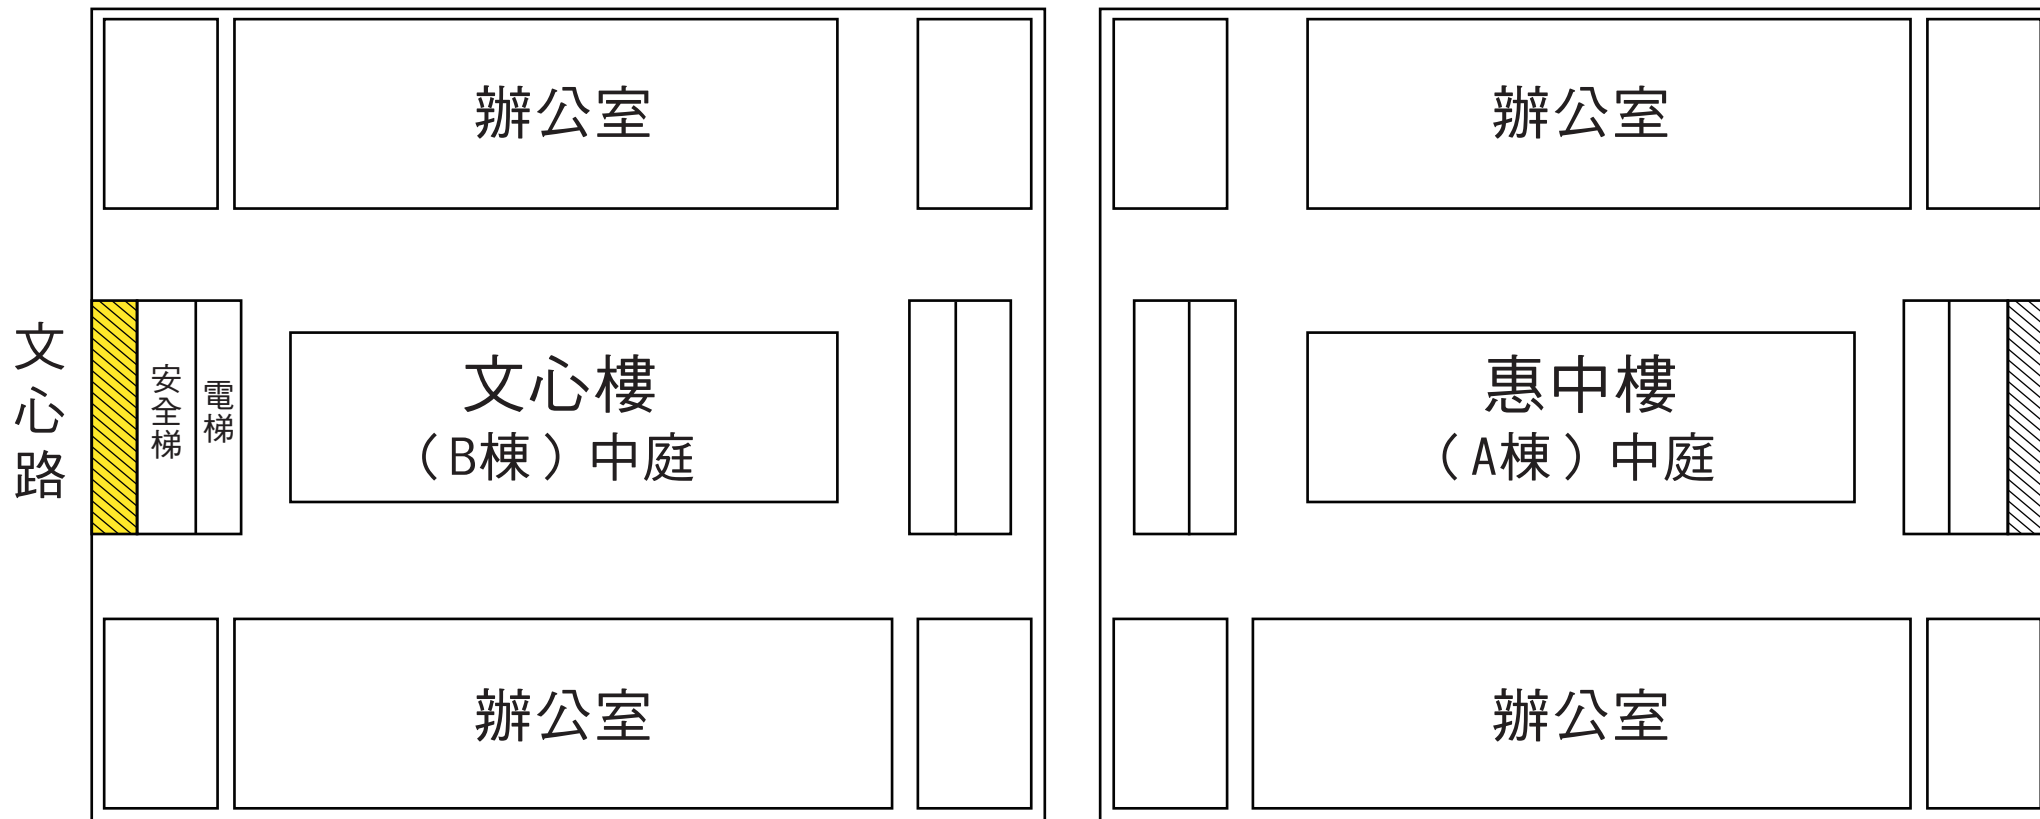 辦公室
辦公室
文心路
安全梯
電梯
文心樓
（B棟）中庭
惠中樓
（A棟）中庭
辦公室
辦公室